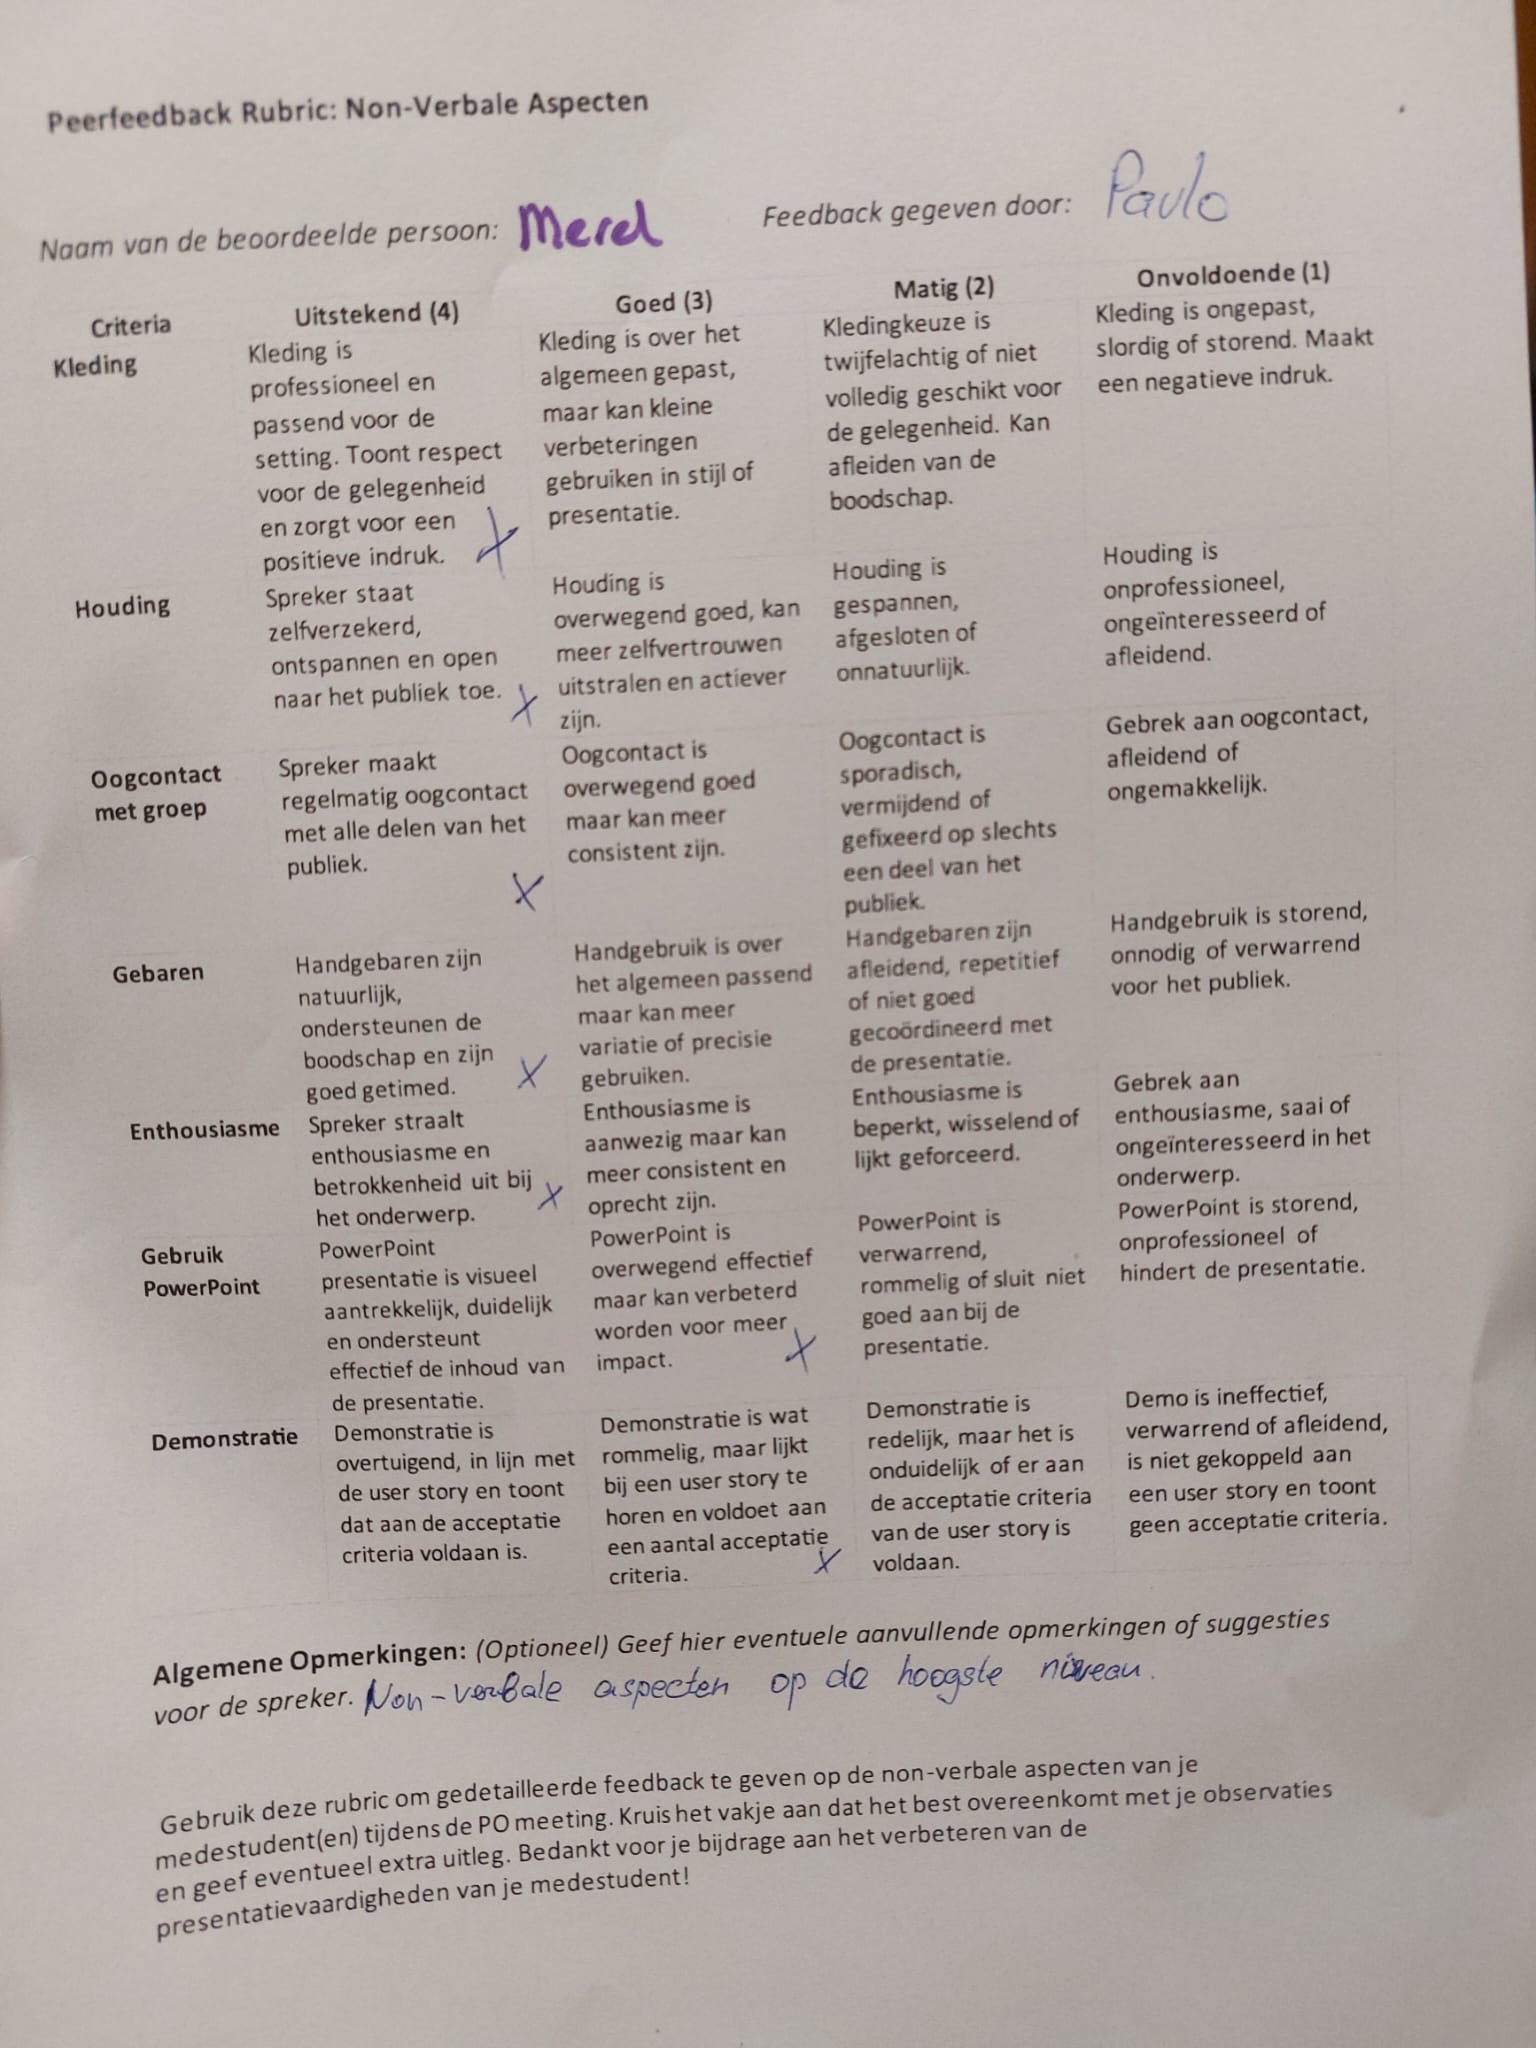 Peerfeedback Rubric: Non-Verbale Aspecten
Naam van de beoordeelde persoon: Merel
Feedback gegeven door: Paulo
Criteria
Uitstekend (4)
Goed (3)
Matig (2)
Onvoldoende (1)
Kleding
Kleding is
professioneel en
passend voor de
setting. Toont respect
voor de gelegenheid
en zorgt voor een
positieve indruk. X
Kleding is over het
algemeen gepast,
maar kan kleine
verbeteringen
gebruiken in stijl of
presentatie.
Kledingkeuze is
twijfelachtig of niet
volledig geschikt voor
de gelegenheid. Kan
afleiden van de
boodschap.
Kleding is ongepast,
slordig of storend. Maakt
een negatieve indruk.
Houding
Spreker staat
zelfverzekerd,
ontspannen en open
naar het publiek toe. X
Houding is
overwegend goed, kan
meer zelfvertrouwen
uitstralen en actiever
zijn.
Houding is
gespannen,
afgesloten of
onnatuurlijk.
Houding is
onprofessioneel,
ongeïnteresseerd of
afleidend.
Oogcontact
met groep
Spreker maakt
regelmatig oogcontact
met alle delen van het
publiek.
X
Oogcontact is
overwegend goed
maar kan meer
consistent zijn.
Oogcontact is
sporadisch,
vermijdend of
gefixeerd op slechts
een deel van het
publiek.
Gebrek aan oogcontact,
afleidend of
ongemakkelijk.
Gebaren
Handgebaren zijn
natuurlijk,
ondersteunen de
boodschap en zijn
goed getimed. X
Handgebruik is over
het algemeen passend
maar kan meer
variatie of precisie
gebruiken.
Handgebaren zijn
afleidend, repetitief
of niet goed
gecoördineerd met
de presentatie.
Handgebruik is storend,
onnodig of verwarrend
voor het publiek.
Enthousiasme
Spreker straalt
enthousiasme en
betrokkenheid uit bij X
het onderwerp.
Enthousiasme is
aanwezig maar kan
meer consistent en
oprecht zijn.
Enthousiasme is
beperkt, wisselend of
lijkt geforceerd.
Gebrek aan
enthousiasme, saai of
ongeïnteresseerd in het
onderwerp.
Gebruik
PowerPoint
PowerPoint
presentatie is visueel
aantrekkelijk, duidelijk
en ondersteunt
effectief de inhoud van
de presentatie.
PowerPoint is
overwegend effectief
maar kan verbeterd
worden voor meer
impact. X
PowerPoint is
verwarrend,
rommelig of sluit niet
goed aan bij de
presentatie.
PowerPoint is storend,
onprofessioneel of
hindert de presentatie.
Demonstratie
Demonstratie is
overtuigend, in lijn met
de user story en toont
dat aan de acceptatie
criteria voldaan is.
Demonstratie is wat
rommelig, maar lijkt
bij een user story te
horen en voldoet aan
een aantal acceptatie
criteria. X
Demonstratie is
redelijk, maar het is
onduidelijk of er aan
de acceptatie criteria
van de user story is
voldaan.
Demo is ineffectief,
verwarrend of afleidend,
is niet gekoppeld aan
een user story en toont
geen acceptatie criteria.
Algemene Opmerkingen: (Optioneel) Geef hier eventuele aanvullende opmerkingen of suggesties
voor de spreker. Non-verbale aspecten op de hoogste niveau.
Gebruik deze rubric om gedetailleerde feedback te geven op de non-verbale aspecten van je
medestudent(en) tijdens de PO meeting. Kruis het vakje aan dat het best overeenkomt met je observaties
en geef eventueel extra uitleg. Bedankt voor je bijdrage aan het verbeteren van de
presentatievaardigheden van je medestudent!